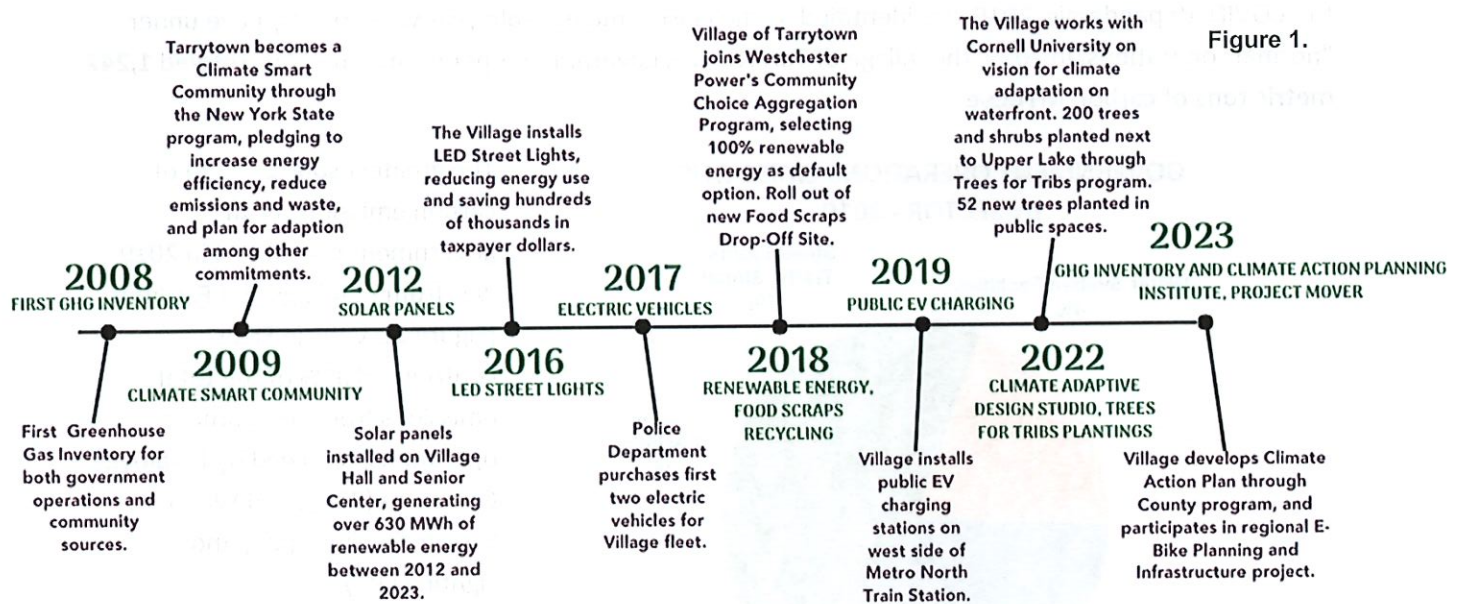 Figure 1.
2008
FIRST GHG INVENTORY
First Greenhouse
Gas Inventory for
both government
operations and
community
sources.
Tarrytown becomes a
Climate Smart
Community through
the New York State
program, pledging to
increase energy
efficiency, reduce
emissions and waste,
and plan for adaption
among other
commitments.
2009
CLIMATE SMART COMMUNITY
2012
SOLAR PANELS
Solar panels
installed on Village
Hall and Senior
Center, generating
over 630 MWh of
renewable energy
between 2012 and
2023.
The Village installs
LED Street Lights,
reducing energy use
and saving hundreds
of thousands in
taxpayer dollars.
2016
LED STREET LIGHTS
2017
ELECTRIC VEHICLES
Police
Department
purchases first
two electric
vehicles for
Village fleet.
Village of Tarrytown
joins Westchester
Power's Community
Choice Aggregation
Program, selecting
100% renewable
energy as default
option. Roll out of
new Food Scraps
Drop-Off Site.
2018
RENEWABLE ENERGY,
FOOD SCRAPS
RECYCLING
2019
PUBLIC EV CHARGING
Village installs
public EV
charging
stations on
west side of
Metro North
Train Station.
The Village works with
Cornell University on
vision for climate
adaptation on
waterfront. 200 trees
and shrubs planted next
to Upper Lake through
Trees for Tribs program.
52 new trees planted in
public spaces.
2022
CLIMATE ADAPTIVE
DESIGN STUDIO, TREES
FOR TRIBS PLANTINGS
2023
GHG INVENTORY AND CLIMATE ACTION PLANNING
INSTITUTE, PROJECT MOVER
Village develops Climate
Action Plan through
County program, and
participates in regional E-
Bike Planning and
Infrastructure project.